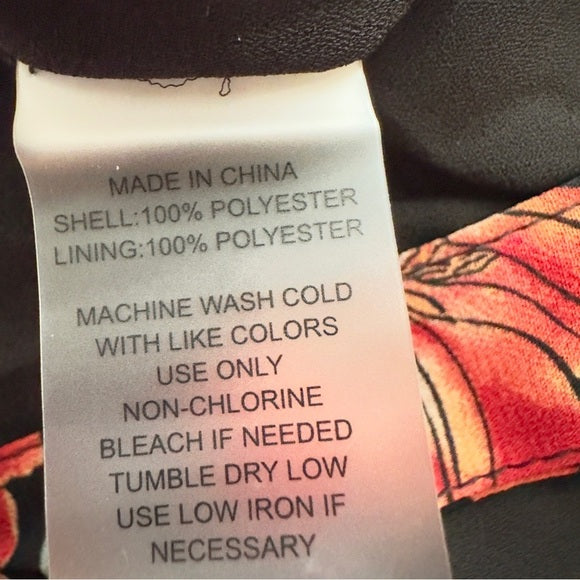 MADE IN CHINA
SHELL:100% POLYESTER
LINING:100% POLYESTER
MACHINE WASH COLD
WITH LIKE COLORS
USE ONLY
NON-CHLORINE
BLEACH IF NEEDED
TUMBLE DRY LOW
USE LOW IRON IF
NECESSARY